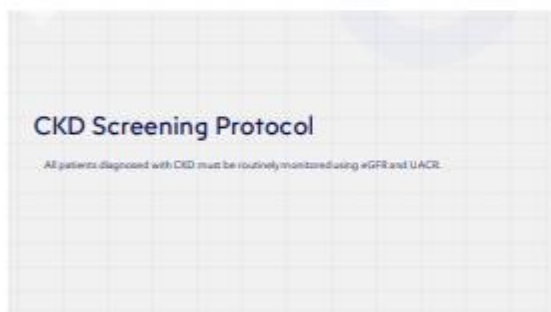 CKD Screening Protocol
All patients diagnosed with CKD must be routinely monitored using eGFR and UACR.